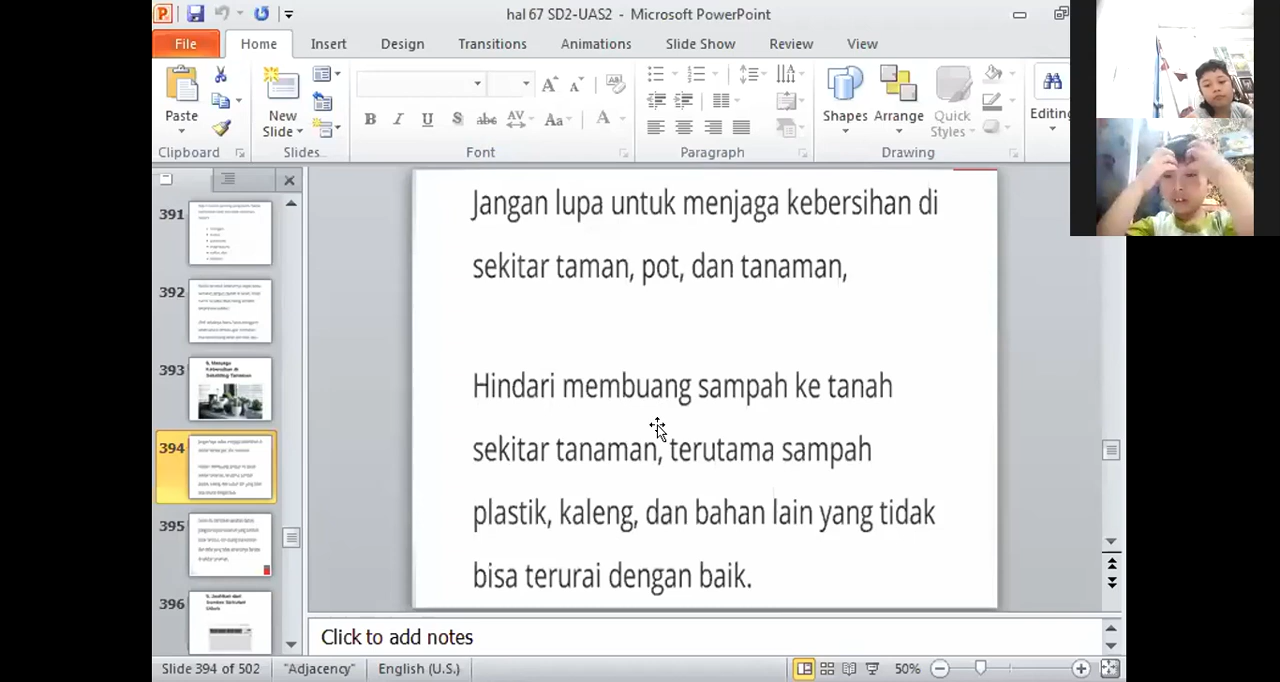 hal 67 SD2-UAS2 - Microsoft PowerPoint
File Home Insert Design Transitions Animations Slide Show Review View
Paste
New
Slide
Shapes Arrange Quick
Styles
Editing
Clipboard Slides Font Paragraph Drawing
391
392
393
394
395
396
Jangan lupa untuk menjaga kebersihan di
sekitar taman, pot, dan tanaman,
Hindari membuang sampah ke tanah
sekitar tanaman, terutama sampah
plastik, kaleng, dan bahan lain yang tidak
bisa terurai dengan baik.
Click to add notes
Slide 394 of 502 "Adjacency" English (U.S.) 50%